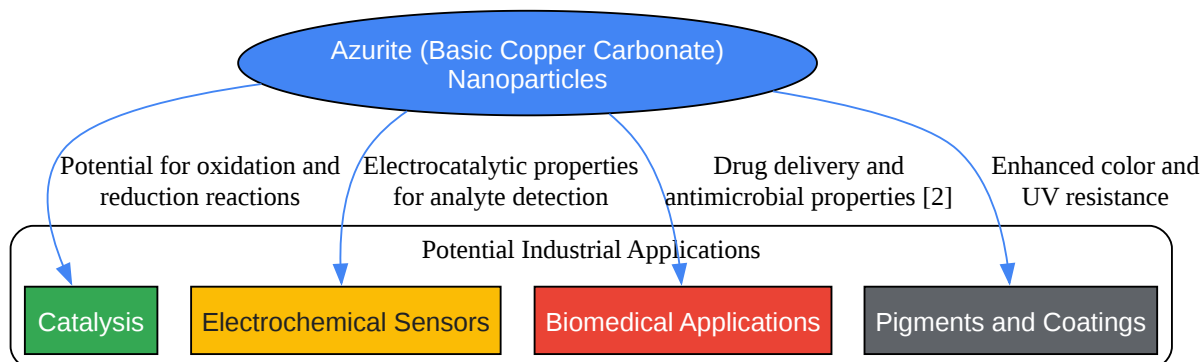 Azurite (Basic Copper Carbonate)
Nanoparticles
Potential for oxidation and
reduction reactions
Electrocatalytic properties
for analyte detection
Drug delivery and
antimicrobial properties [2]
Enhanced color and
UV resistance
Potential Industrial Applications
Catalysis
Electrochemical Sensors
Biomedical Applications
Pigments and Coatings